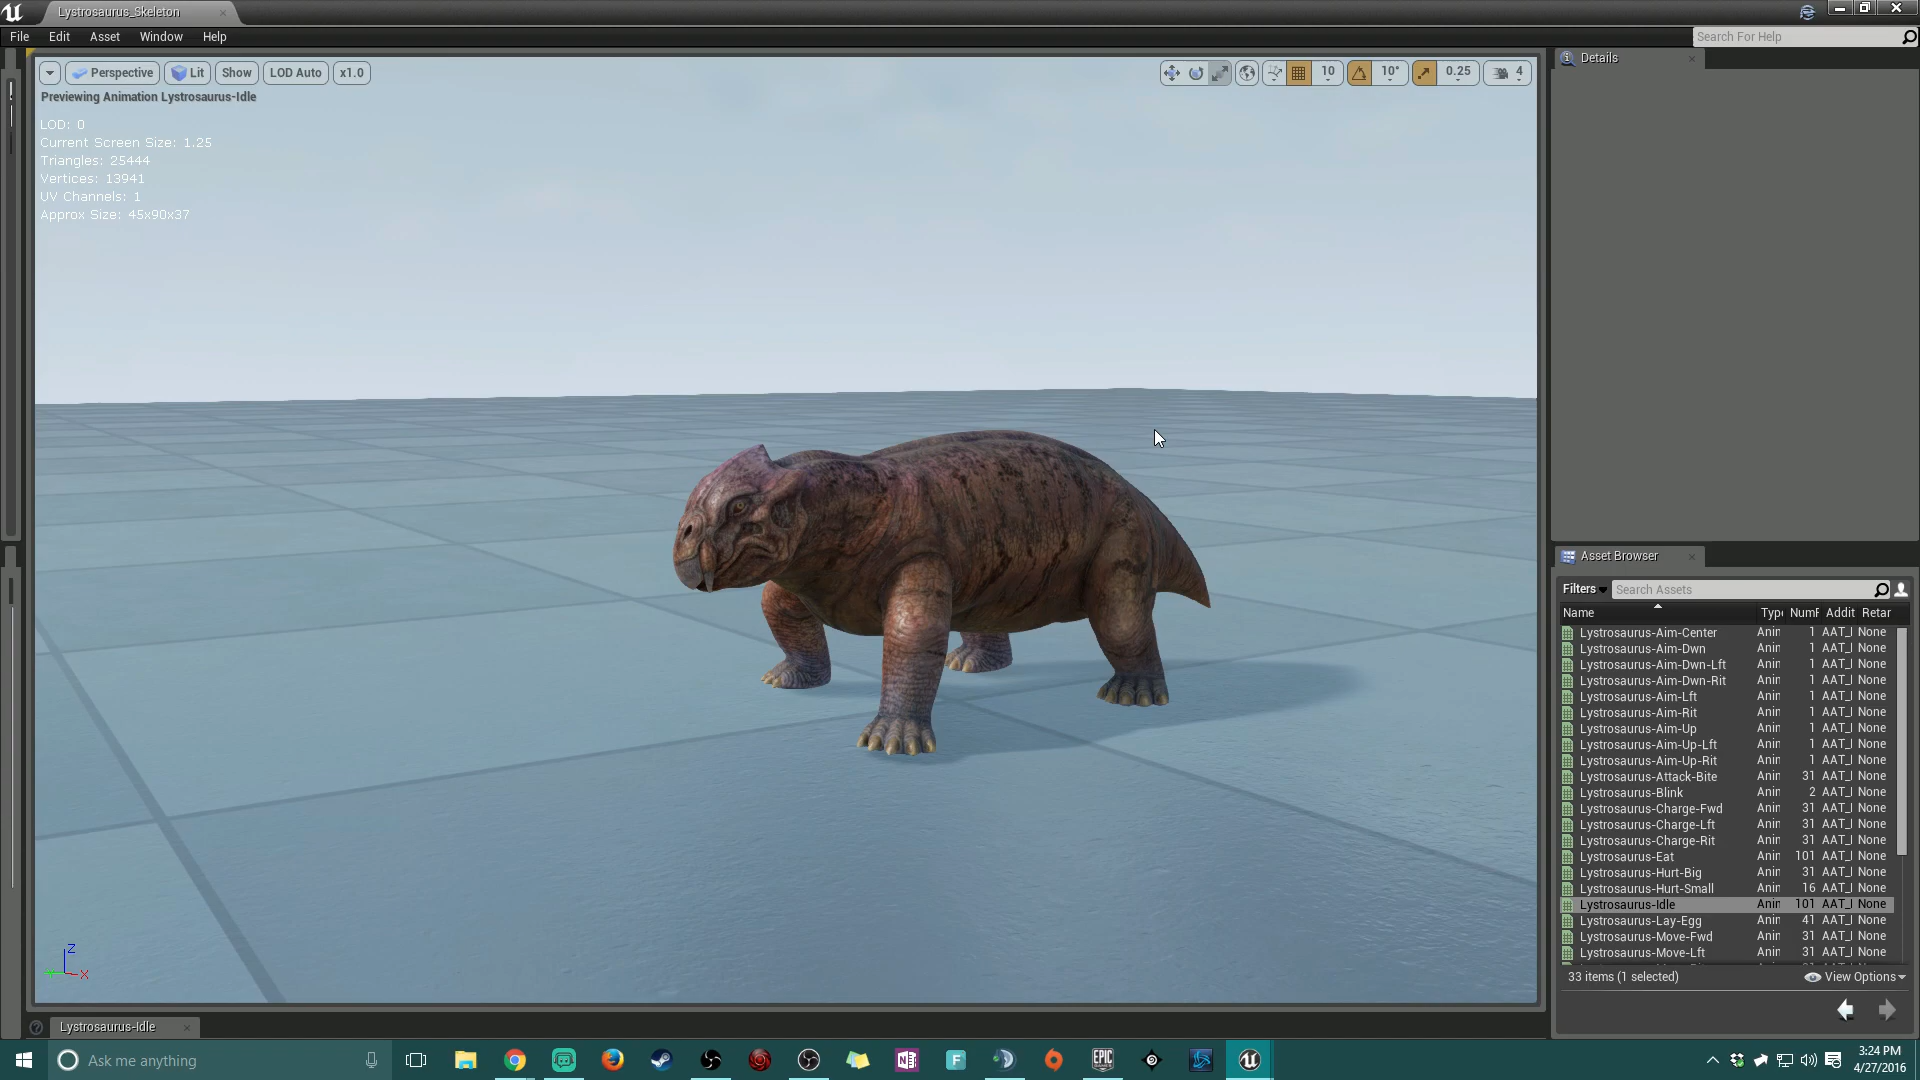 Lystrosaurus_Skeleton
File Edit Asset Window Help
Search For Help
Perspective Lit Show LOD Auto x1.0
10 10° 0.25 4
Previewing Animation Lystrosaurus-Idle
LOD: 0
Current Screen Size: 1.25
Triangles: 25444
Vertices: 13941
UV Channels: 1
Approx Size: 45x90x37
Z
X
Details
Asset Browser
Filters Search Assets
Name Type NumF Addit Retar
Lystrosaurus-Aim-Center Anin 1 AAT_I None
Lystrosaurus-Aim-Dwn Anin 1 AAT_I None
Lystrosaurus-Aim-Dwn-Lft Anin 1 AAT_I None
Lystrosaurus-Aim-Dwn-Rit Anin 1 AAT_I None
Lystrosaurus-Aim-Lft Anin 1 AAT_I None
Lystrosaurus-Aim-Rit Anin 1 AAT_I None
Lystrosaurus-Aim-Up Anin 1 AAT_I None
Lystrosaurus-Aim-Up-Lft Anin 1 AAT_I None
Lystrosaurus-Aim-Up-Rit Anin 1 AAT_I None
Lystrosaurus-Attack-Bite Anin 31 AAT_I None
Lystrosaurus-Blink Anin 2 AAT_I None
Lystrosaurus-Charge-Fwd Anin 31 AAT_I None
Lystrosaurus-Charge-Lft Anin 31 AAT_I None
Lystrosaurus-Charge-Rit Anin 31 AAT_I None
Lystrosaurus-Eat Anin 101 AAT_I None
Lystrosaurus-Hurt-Big Anin 31 AAT_I None
Lystrosaurus-Hurt-Small Anin 16 AAT_I None
Lystrosaurus-Idle Anin 101 AAT_I None
Lystrosaurus-Lay-Egg Anin 41 AAT_I None
Lystrosaurus-Move-Fwd Anin 31 AAT_I None
Lystrosaurus-Move-Lft Anin 31 AAT_I None
33 items (1 selected) View Options
Lystrosaurus-Idle
Ask me anything
EPIC
GAMES
3:24 PM
4/27/2016